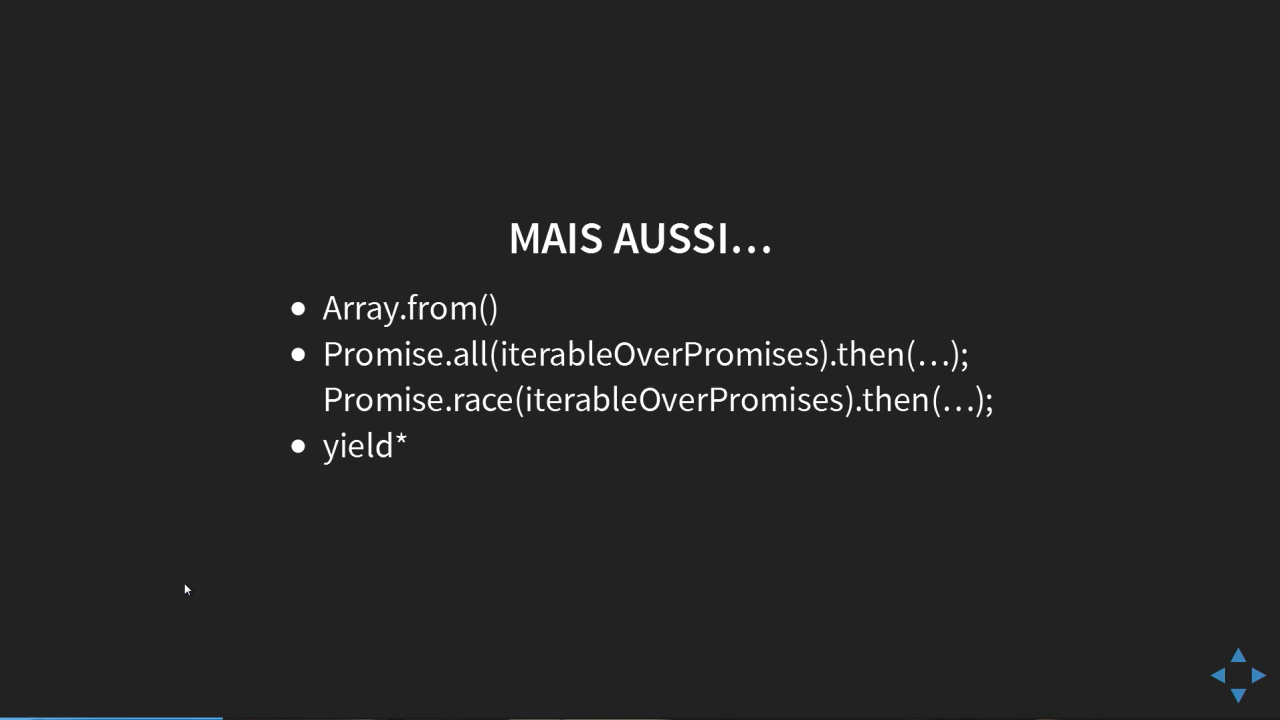 MAIS AUSSI…
Array.from()
Promise.all(iterableOverPromises).then(…);
Promise.race(iterableOverPromises).then(…);
yield*